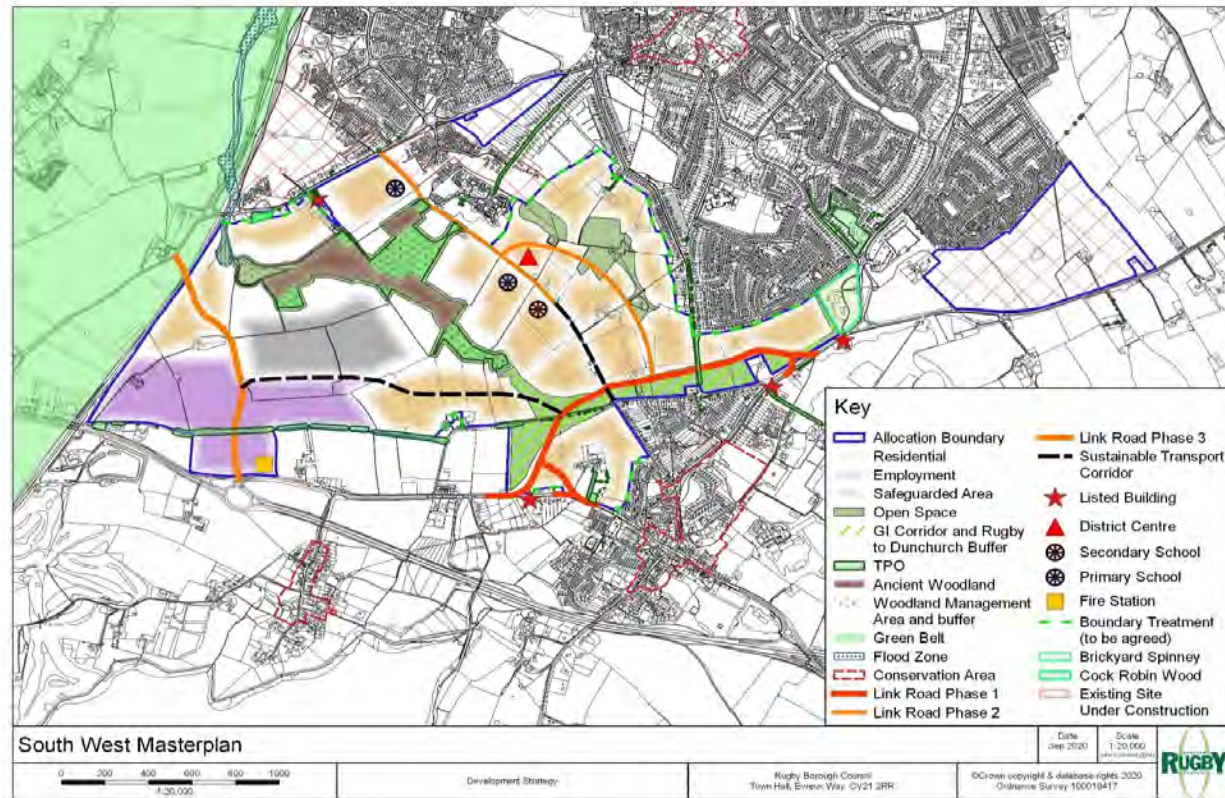 Key
Allocation Boundary
Residential
Employment
Safeguarded Area
Open Space
GI Corridor and Rugby
to Dunchurch Buffer
TPO
Ancient Woodland
Woodland Management
Area and buffer
Green Belt
Flood Zone
Conservation Area
Link Road Phase 1
Link Road Phase 2
Link Road Phase 3
Sustainable Transport
Corridor
Listed Building
District Centre
Secondary School
Primary School
Fire Station
Boundary Treatment
(to be agreed)
Brickyard Spinney
Cock Robin Wood
Existing Site
Under Construction
South West Masterplan
Date
Sep 2020
Scale
1:20,000
0 200 400 600 800 1000
1:20,000
Development Strategy
Rugby Borough Council
Town Hall, Evreux Way, CV21 2RR
©Crown copyright & database rights 2020
Ordnance Survey 100019417
RUGBY